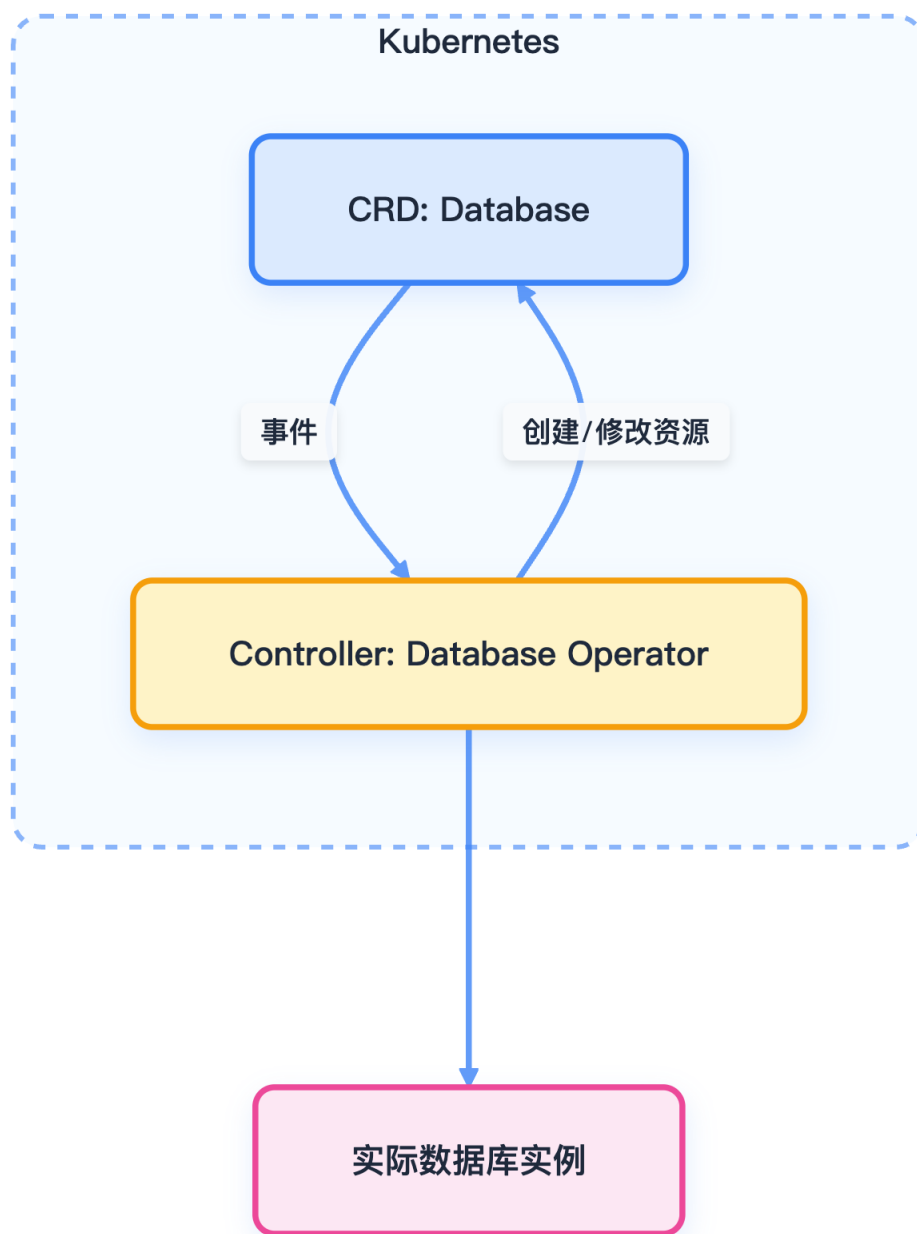 Kubernetes
CRD: Database
事件
创建/修改资源
Controller: Database Operator
实际数据库实例